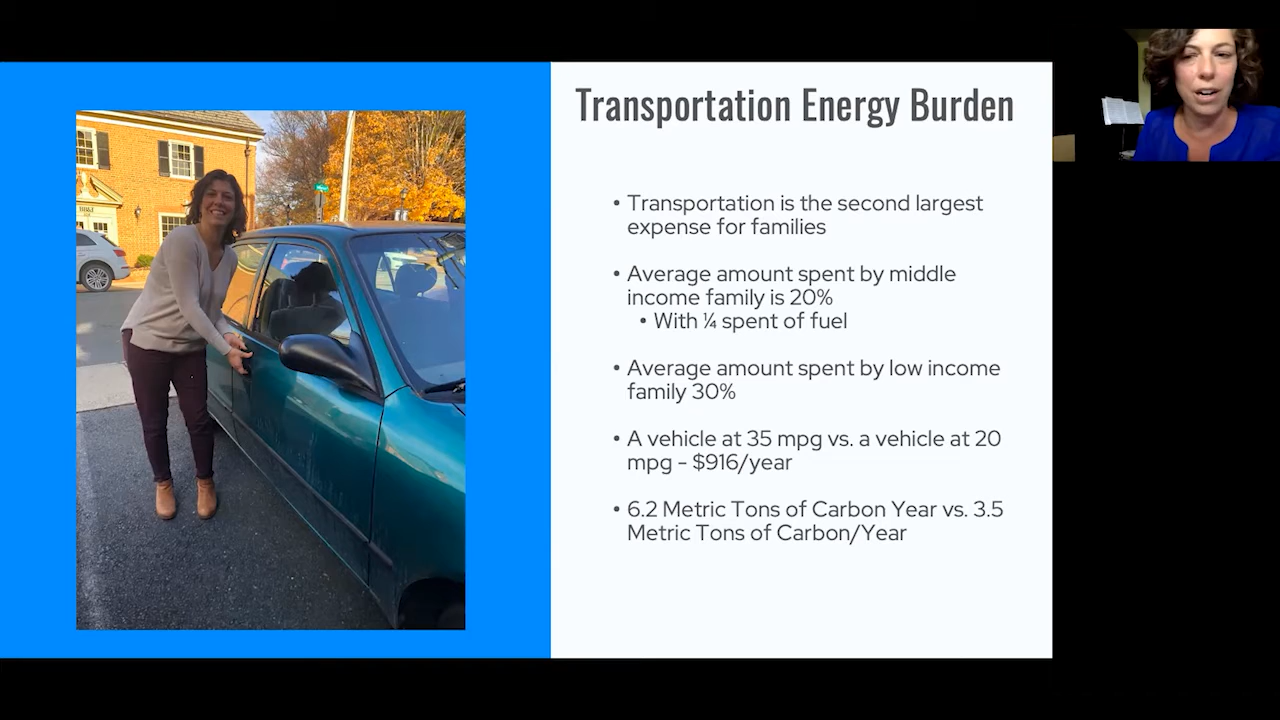 Transportation Energy Burden
• Transportation is the second largest
expense for families
• Average amount spent by middle
income family is 20%
• With ¼ spent of fuel
• Average amount spent by low income
family 30%
• A vehicle at 35 mpg vs. a vehicle at 20
mpg - $916/year
• 6.2 Metric Tons of Carbon Year vs. 3.5
Metric Tons of Carbon/Year